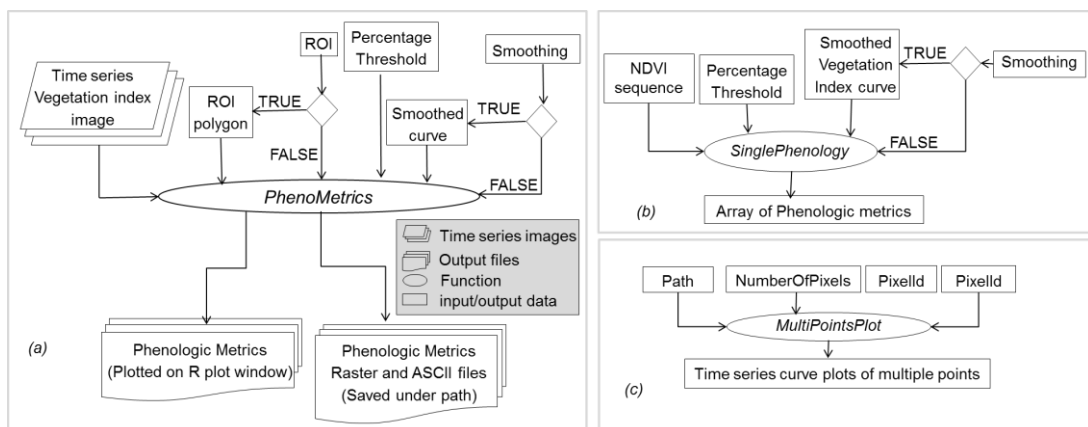 ROI
Percentage
Threshold
Smoothing
Time series
Vegetation index
image
TRUE
ROI
polygon
TRUE
Smoothed
curve
FALSE
FALSE
PhenoMetrics
Time series images
Output files
Function
input/output data
(a)
Phenologic Metrics
(Plotted on R plot window)
Phenologic Metrics
Raster and ASCII files
(Saved under path)
NDVI
sequence
Percentage
Threshold
Smoothed
Vegetation
Index curve
TRUE
Smoothing
SinglePhenology
FALSE
(b)
Array of Phenologic metrics
Path
NumberOfPixels
PixelId
PixelId
MultiPointsPlot
Time series curve plots of multiple points
(c)